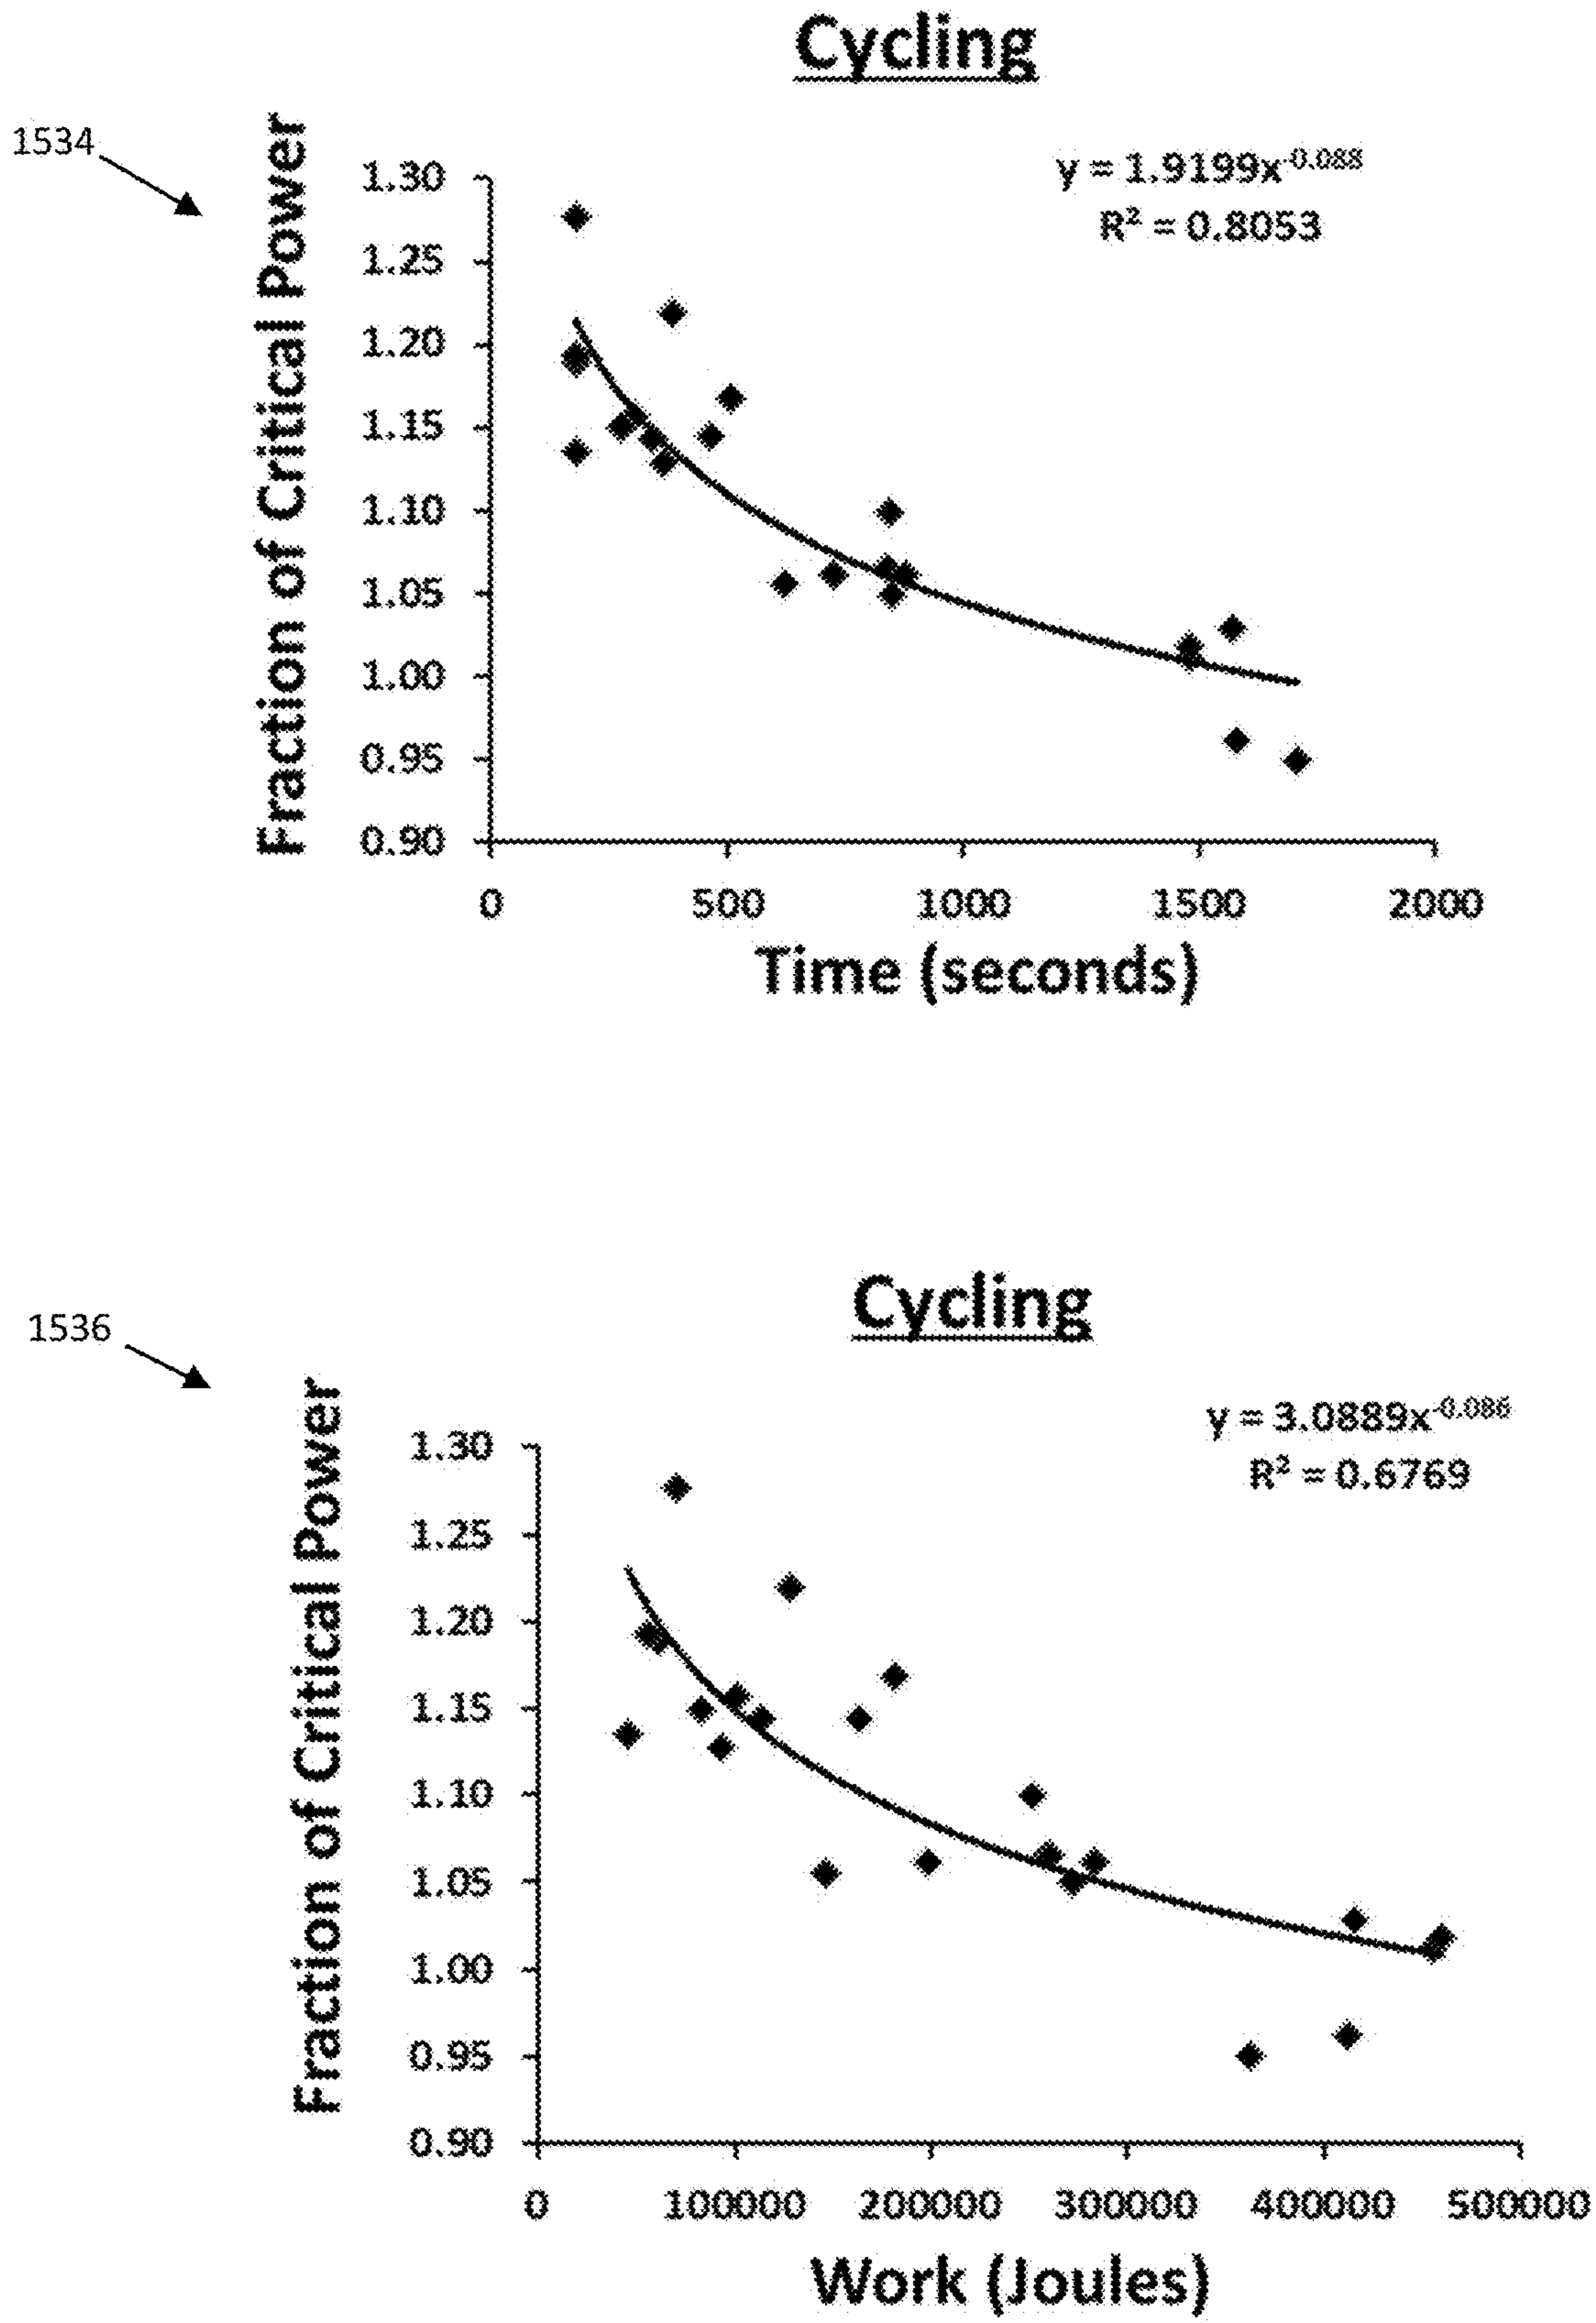 Cycling
1534
Fraction of Critical Power
y = 1.9199x^-0.088
R² = 0.8053
1.30
1.25
1.20
1.15
1.10
1.05
1.00
0.95
0.90
0 500 1000 1500 2000
Time (seconds)
Cycling
1536
Fraction of Critical Power
y = 3.0889x^-0.086
R² = 0.6769
1.30
1.25
1.20
1.15
1.10
1.05
1.00
0.95
0.90
0 100000 200000 300000 400000 500000
Work (Joules)